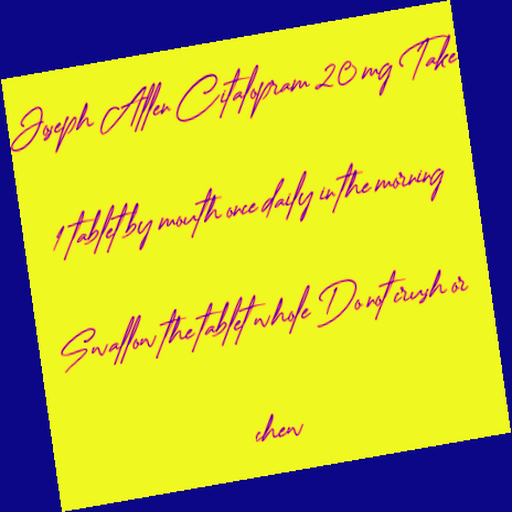 Joseph Allen Citalopram 20 mg Take
1 tablet by mouth once daily in the morning
Swallow the tablet whole Do not crush or
chew